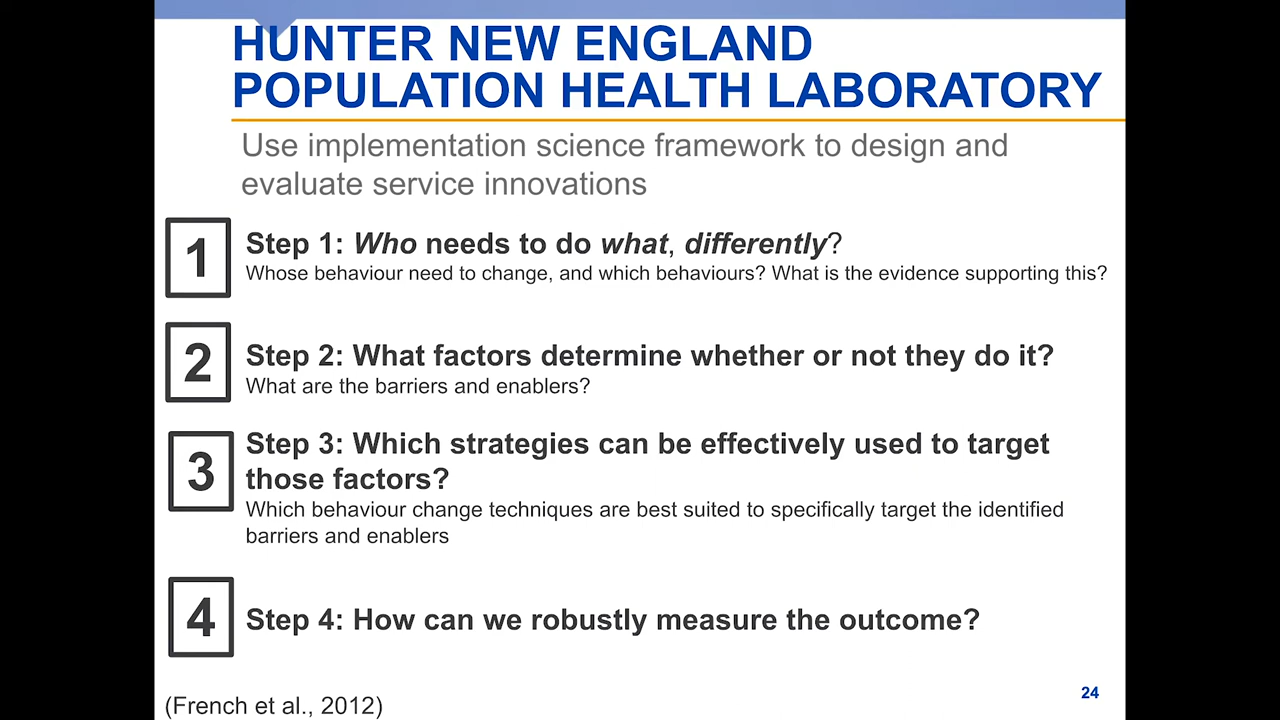 HUNTER NEW ENGLAND
POPULATION HEALTH LABORATORY
Use implementation science framework to design and
evaluate service innovations
1
Step 1: Who needs to do what, differently?
Whose behaviour need to change, and which behaviours? What is the evidence supporting this?
2
Step 2: What factors determine whether or not they do it?
What are the barriers and enablers?
3
Step 3: Which strategies can be effectively used to target
those factors?
Which behaviour change techniques are best suited to specifically target the identified
barriers and enablers
4
Step 4: How can we robustly measure the outcome?
24
(French et al., 2012)